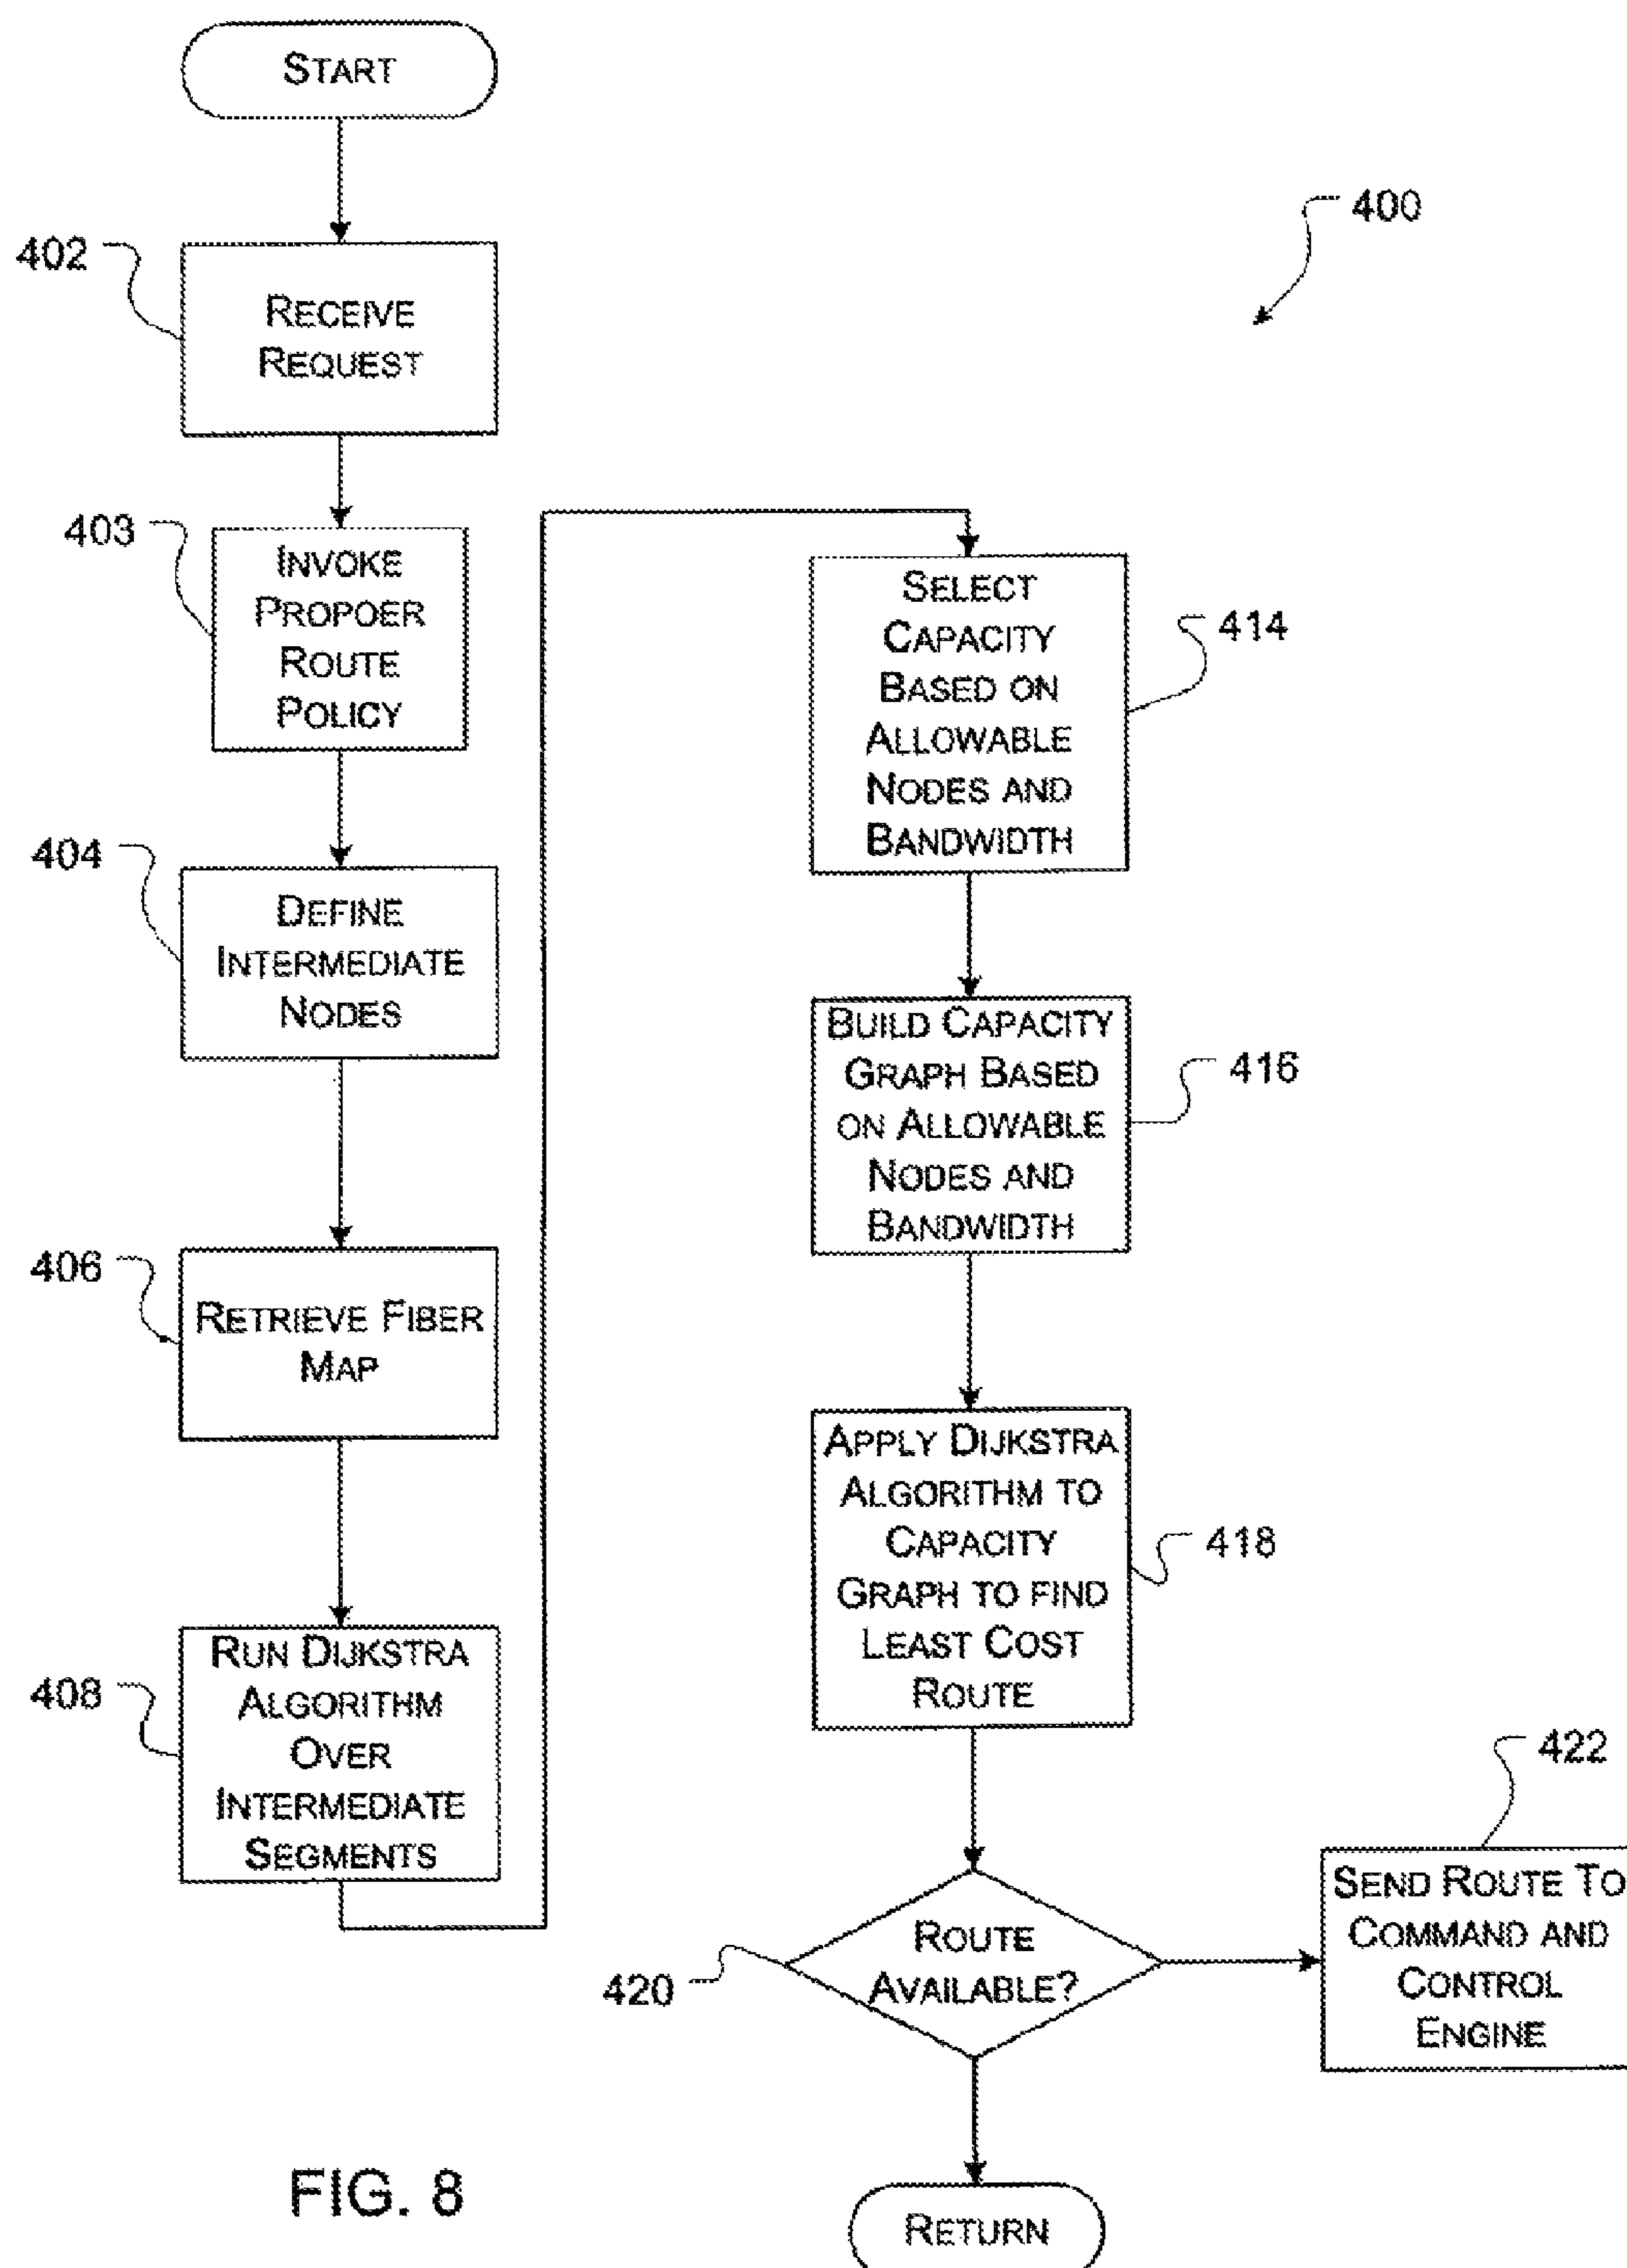 START
400
402
RECEIVE
REQUEST
403
INVOKE
PROPOER
ROUTE
POLICY
404
DEFINE
INTERMEDIATE
NODES
406
RETRIEVE FIBER
MAP
408
RUN DIJKSTRA
ALGORITHM
OVER
INTERMEDIATE
SEGMENTS
SELECT
CAPACITY
BASED ON
ALLOWABLE
NODES AND
BANDWIDTH
414
BUILD CAPACITY
GRAPH BASED
ON ALLOWABLE
NODES AND
BANDWIDTH
416
APPLY DIJKSTRA
ALGORITHM TO
CAPACITY
GRAPH TO FIND
LEAST COST
ROUTE
418
420
ROUTE
AVAILABLE?
422
SEND ROUTE TO
COMMAND AND
CONTROL
ENGINE
RETURN
FIG. 8